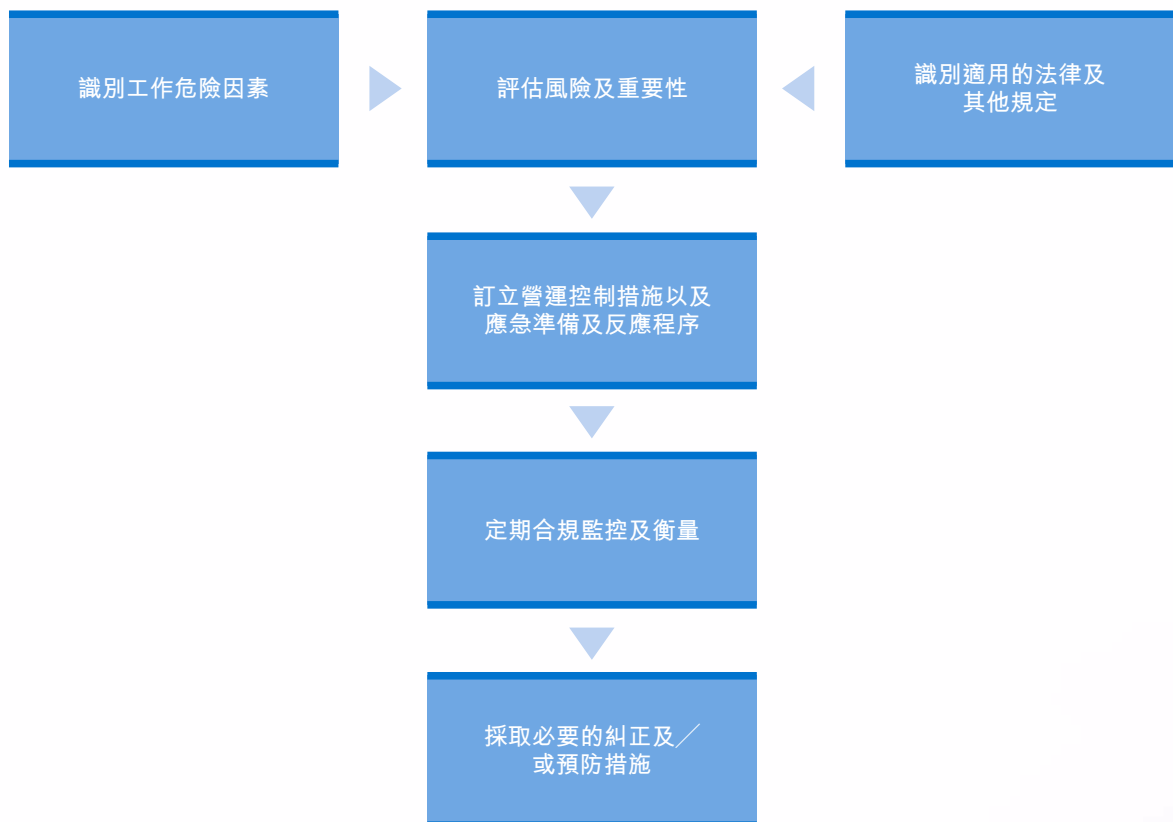 識別工作危險因素
評估風險及重要性
識別適用的法律及
其他規定
訂立營運控制措施以及
應急準備及反應程序
定期合規監控及衡量
採取必要的糾正及╱
或預防措施